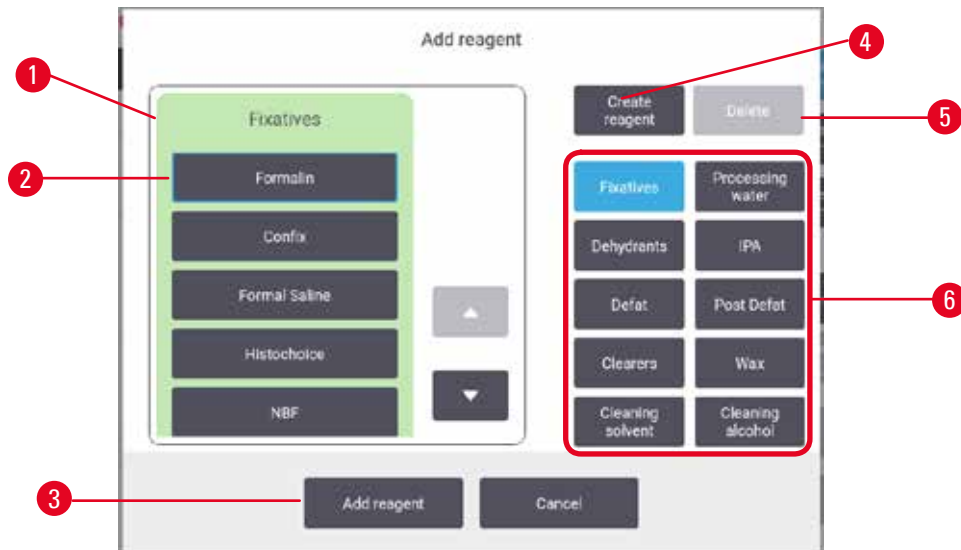 Add reagent
4
1
Create
reagent
Delete
5
Fixatives
2
Formalin
Fixatives
Processing
water
Confix
Dehydrants
IPA
Formal Saline
Defat
Post Defat
6
Histochoice
Clearers
Wax
NBF
Cleaning
solvent
Cleaning
alcohol
3
Add reagent
Cancel